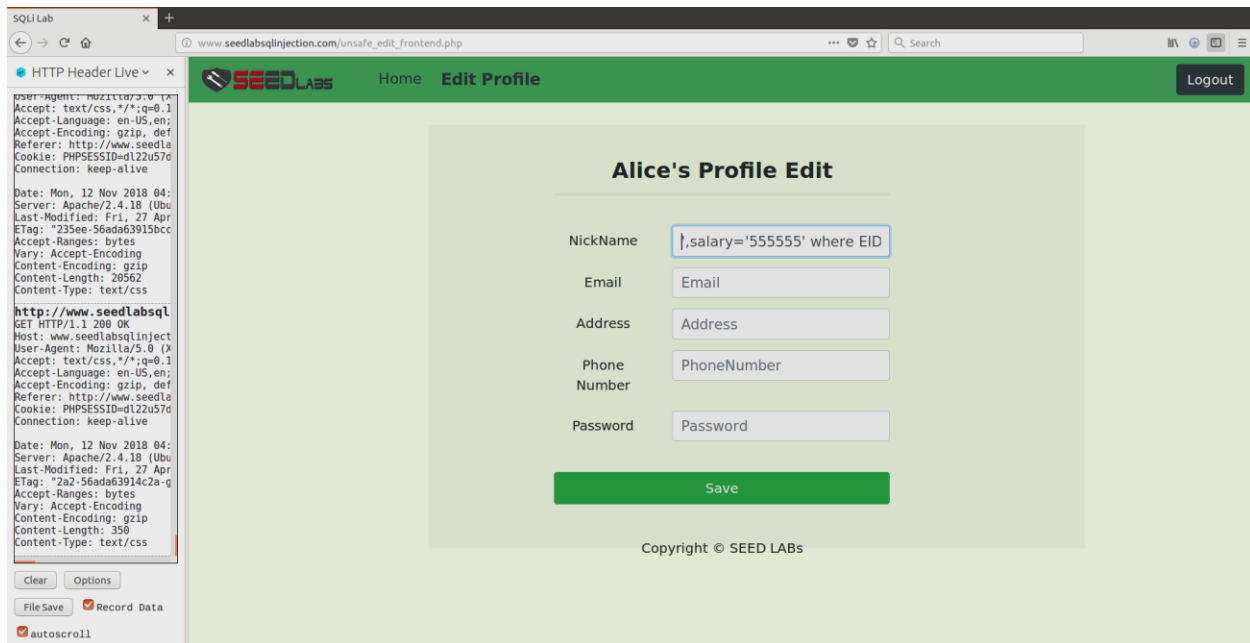 SQLi Lab
www.seedlabsqlinjection.com/unsafe_edit_frontend.php
Search
HTTP Header Live
User-Agent: Mozilla/5.0 (X
Accept: text/css,*/*;q=0.1
Accept-Language: en-US,en;
Accept-Encoding: gzip, def
Referer: http://www.seedla
Cookie: PHPSESSID=dl22u57d
Connection: keep-alive
Date: Mon, 12 Nov 2018 04:
Server: Apache/2.4.18 (Ubu
Last-Modified: Fri, 27 Apr
ETag: "235ee-56ada63915bcc
Accept-Ranges: bytes
Vary: Accept-Encoding
Content-Encoding: gzip
Content-Length: 20562
Content-Type: text/css
http://www.seedlabsql
GET HTTP/1.1 200 OK
Host: www.seedlabsqlinject
User-Agent: Mozilla/5.0 (X
Accept: text/css,*/*;q=0.1
Accept-Language: en-US,en;
Accept-Encoding: gzip, def
Referer: http://www.seedla
Cookie: PHPSESSID=dl22u57d
Connection: keep-alive
Date: Mon, 12 Nov 2018 04:
Server: Apache/2.4.18 (Ubu
Last-Modified: Fri, 27 Apr
ETag: "2a2-56ada63914c2a-g
Accept-Ranges: bytes
Vary: Accept-Encoding
Content-Encoding: gzip
Content-Length: 350
Content-Type: text/css
Clear Options
File Save Record Data
autoscroll
SEEDLABS Home Edit Profile Logout
Alice's Profile Edit
NickName ',salary='555555' where EID
Email Email
Address Address
Phone Number PhoneNumber
Password Password
Save
Copyright © SEED LABs